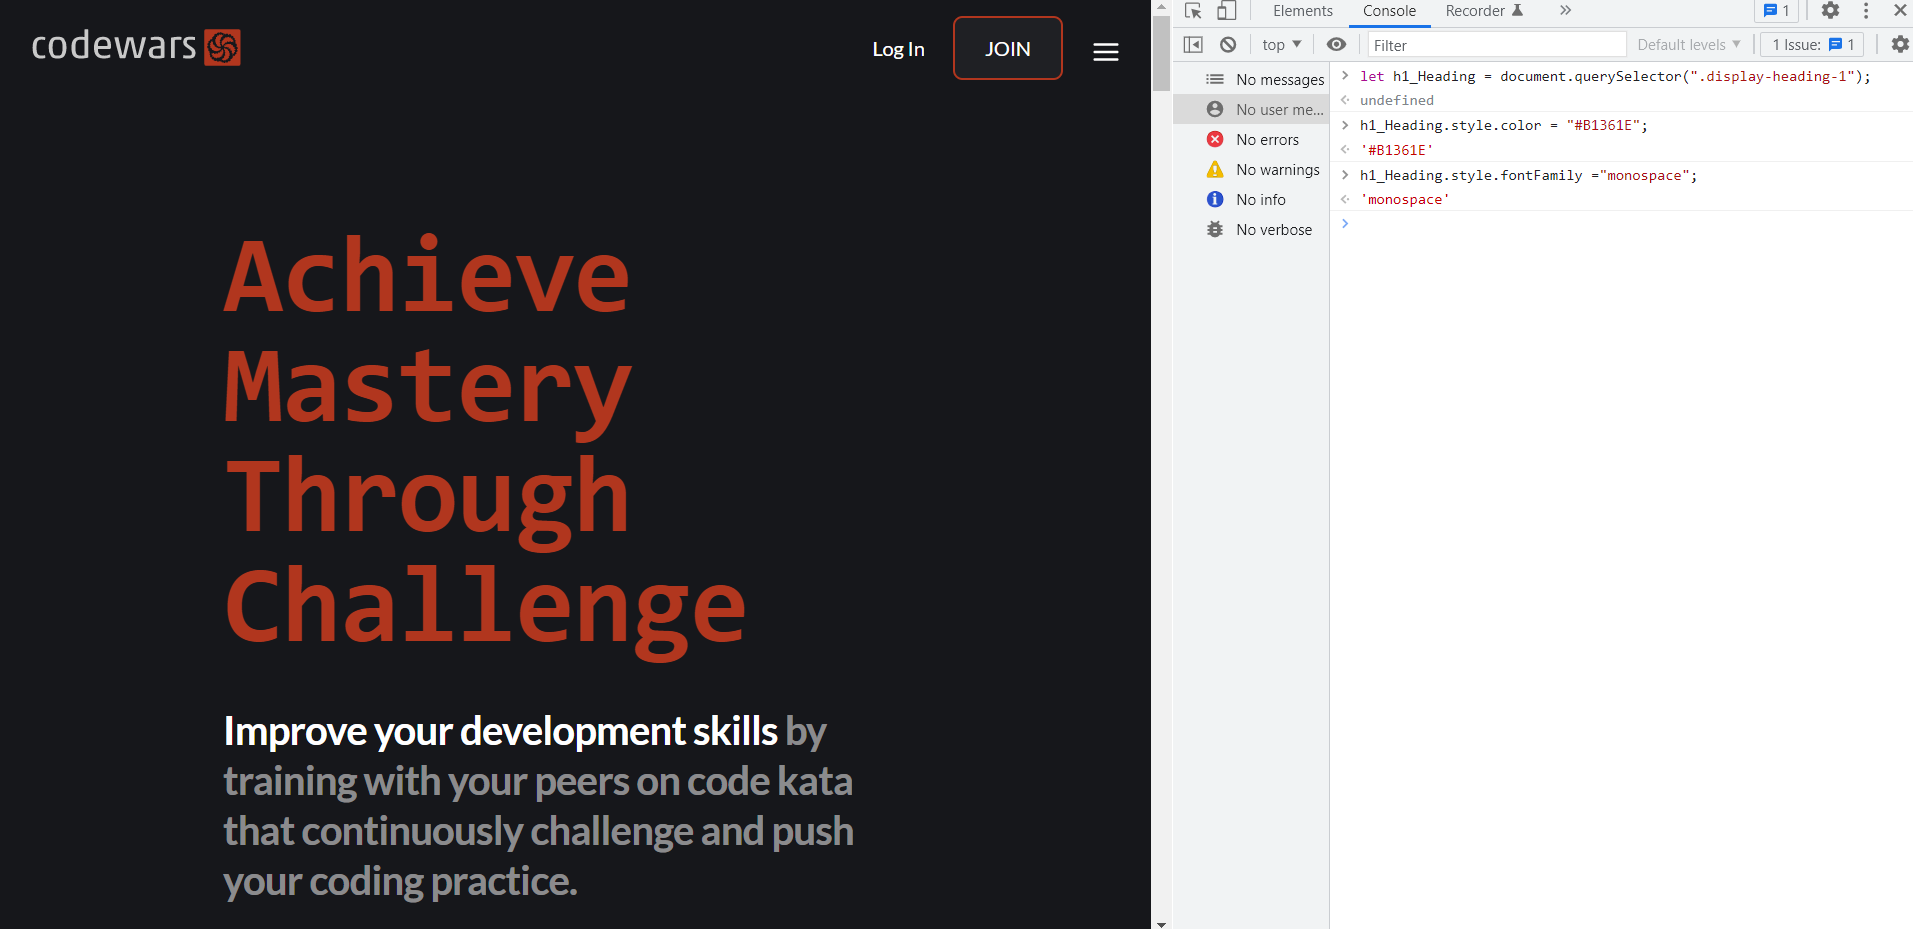 codewars
Log In
JOIN
Achieve
Mastery
Through
Challenge
Improve your development skills by
training with your peers on code kata
that continuously challenge and push
your coding practice.
Elements Console Recorder » 1
top ▼ Filter Default levels ▼ 1 Issue: 1
No messages
No user me...
No errors
No warnings
No info
No verbose
> let h1_Heading = document.querySelector(".display-heading-1");
undefined
> h1_Heading.style.color = "#B1361E";
'#B1361E'
> h1_Heading.style.fontFamily ="monospace";
'monospace'
>